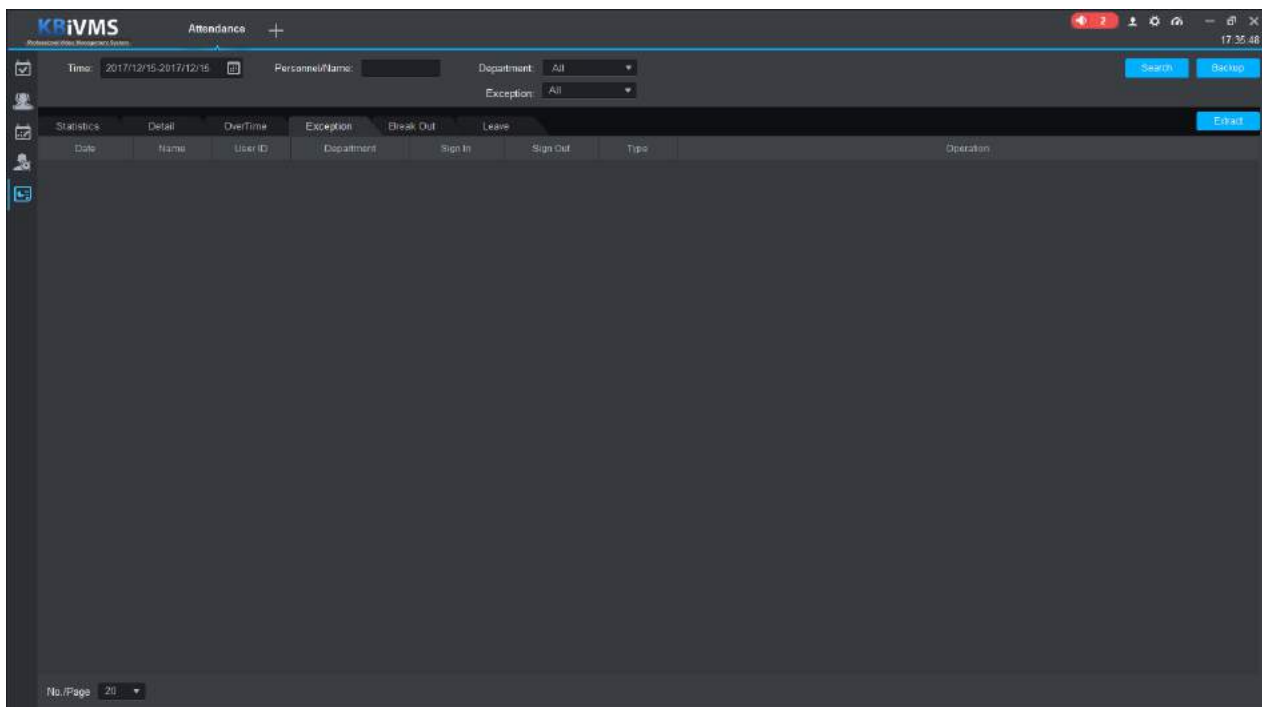 KBiVMS
Professional Video Management System
Attendance
2
17:35:48
Time: 2017/12/15-2017/12/15 Personnel/Name: Department: All Search Backup
Exception: All
Statistics Detail OverTime Exception Break Out Leave Extract
Date Name User ID Department Sign In Sign Out Type Operation
No./Page 20